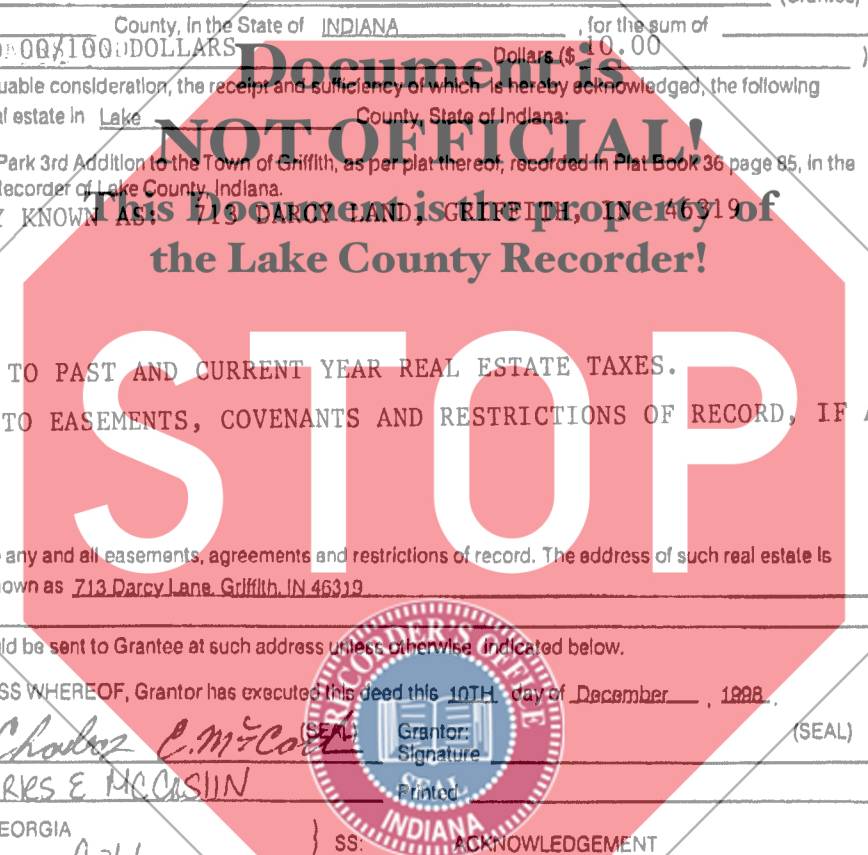 County, in the State of INDIANA , for the sum of
00/100 DOLLARS Dollars ($ 10.00 )
Document is
uable consideration, the receipt and sufficiency of which is hereby acknowledged, the following
al estate in Lake County, State of Indiana:
NOT OFFICIAL!
Park 3rd Addition to the Town of Griffith, as per plat thereof, recorded in Plat Book 36 page 85, in the
Recorder of Lake County, Indiana.
This Document is the property of
Y KNOWN AS: 713 DARCY LAND, GRIFFITH, IN 46319
the Lake County Recorder!
STOP
TO PAST AND CURRENT YEAR REAL ESTATE TAXES.
TO EASEMENTS, COVENANTS AND RESTRICTIONS OF RECORD, IF A
any and all easements, agreements and restrictions of record. The address of such real estate is
own as 713 Darcy Lane, Griffith, IN 46319
ld be sent to Grantee at such address unless otherwise indicated below.
SS WHEREOF, Grantor has executed this deed this 10TH day of December , 1998 .
(SEAL) Grantor: (SEAL)
Signature
RECORDER'S OFFICE
SEAL
INDIANA
RLES E MCCASLIN Printed
EORGIA
} SS: ACKNOWLEDGEMENT